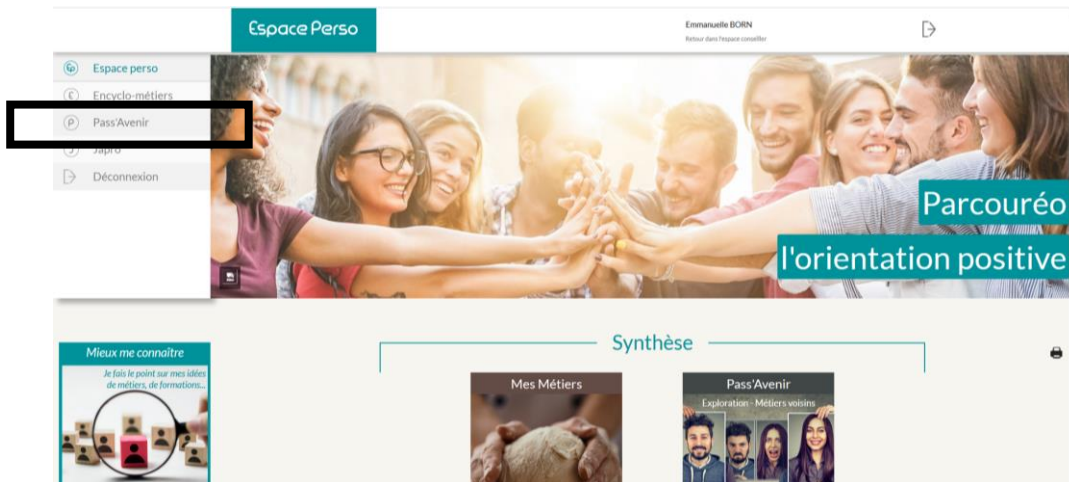 Espace Perso
Emmanuelle BORN
Retour dans l'espace conseiller
Espace perso
Encyclo-métiers
Pass'Avenir
Japro
Déconnexion
Parcouréo
l'orientation positive
Synthèse
Mieux me connaître
Je fais le point sur mes idées
de métiers, de formations...
Mes Métiers
Pass'Avenir
Exploration - Métiers voisins